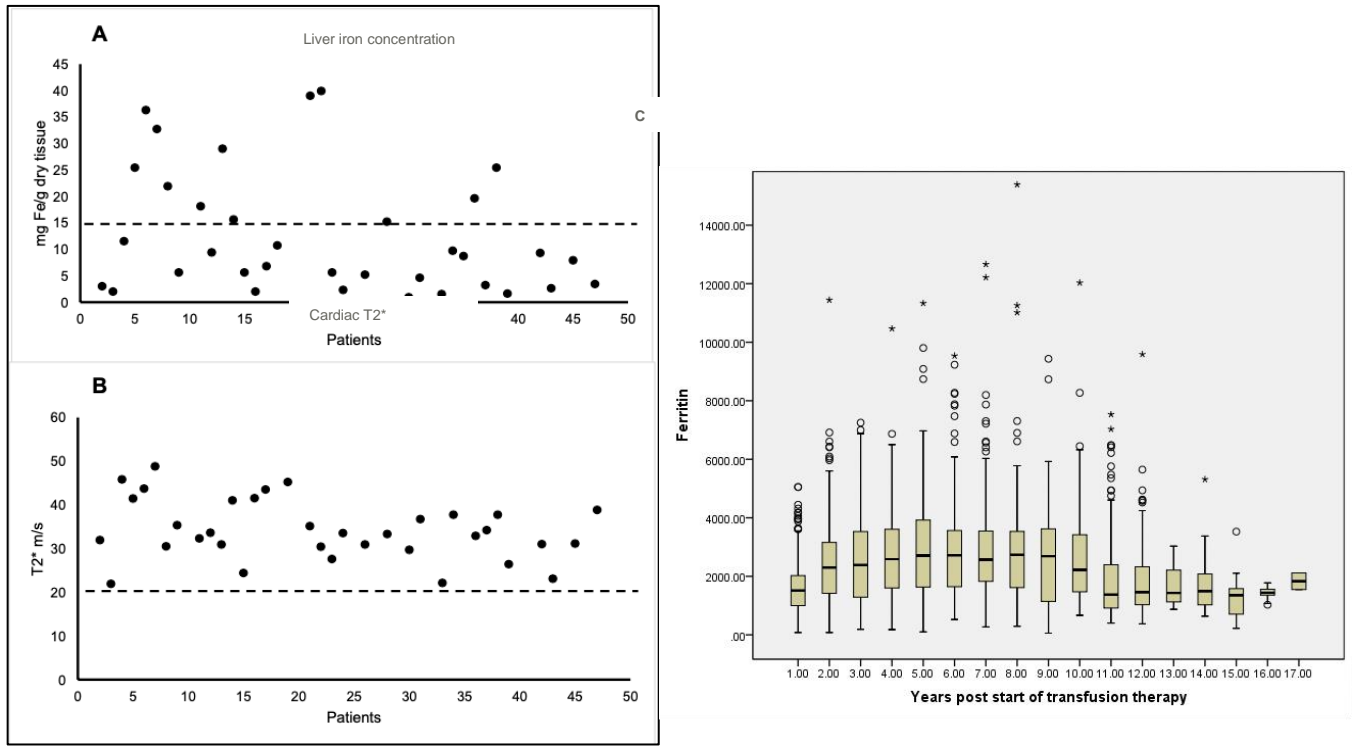 A
Liver iron concentration
45
40
35
30
25
20
15
10
5
0
mg Fe/g dry tissue
0 5 10 15 40 45 50
Cardiac T2*
Patients
B
60
50
40
30
20
10
0
T2* m/s
0 5 10 15 20 25 30 35 40 45 50
Patients
C
14000.00
12000.00
10000.00
8000.00
6000.00
4000.00
2000.00
.00
Ferritin
1.00 2.00 3.00 4.00 5.00 6.00 7.00 8.00 9.00 10.00 11.00 12.00 13.00 14.00 15.00 16.00 17.00
Years post start of transfusion therapy